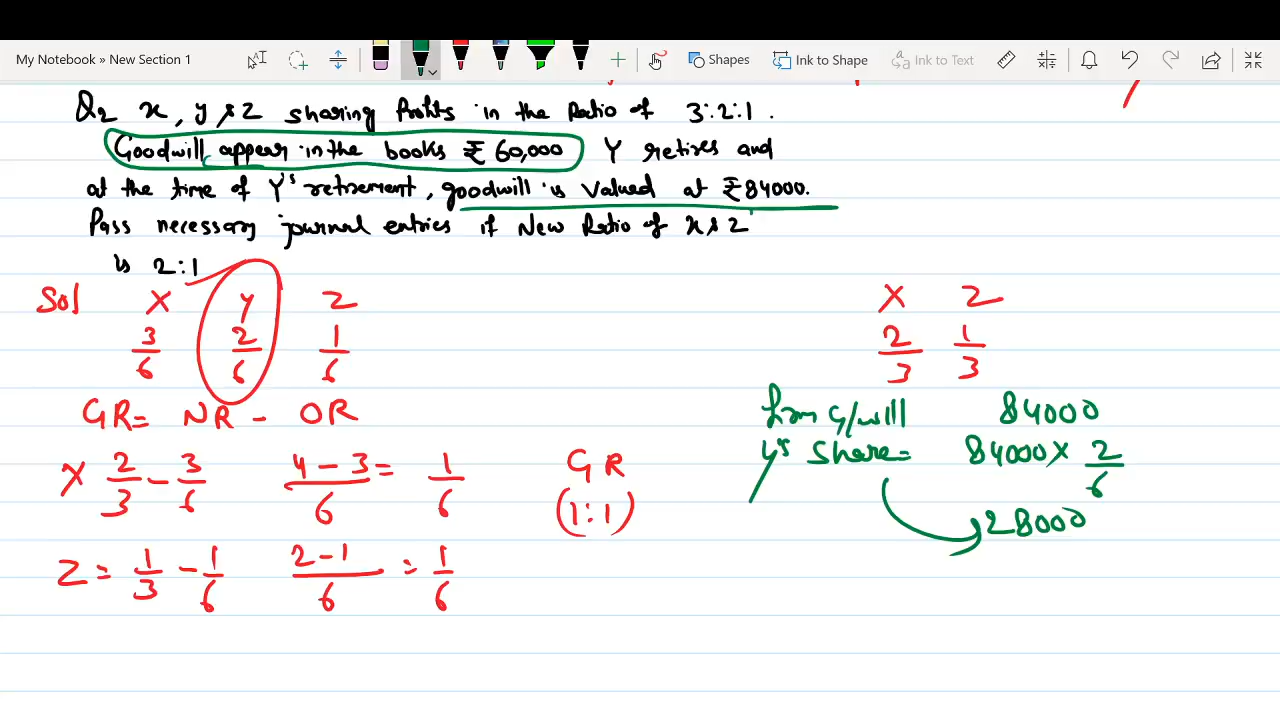 My Notebook » New Section 1
Shapes
Ink to Shape
Ink to Text
Q2 x, y & z sharing Profits in the Ratio of 3:2:1.
Goodwill appear in the books ₹ 60,000 Y retires and
at the time of Y's retirement, goodwill is valued at ₹84000.
Pass necessary journal entries if New Ratio of x & z
is 2:1
Sol X Y Z
3/6 2/6 1/6
X Z
2/3 1/3
GR= NR - OR
X 2/3 - 3/6 4-3/6 = 1/6
GR
(1:1)
Z = 1/3 - 1/6 2-1/6 = 1/6
firm G/will 84000
Y's Share= 84000 x 2/6
28000